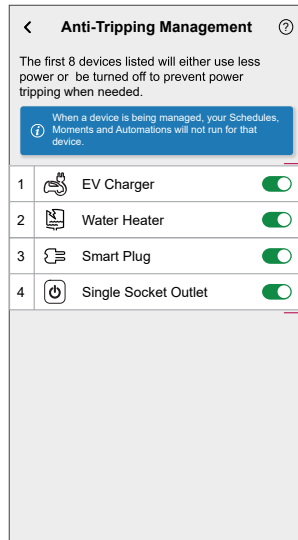 Anti-Tripping Management
The first 8 devices listed will either use less
power or be turned off to prevent power
tripping when needed.
When a device is being managed, your Schedules,
Moments and Automations will not run for that
device.
1 EV Charger
2 Water Heater
3 Smart Plug
4 Single Socket Outlet